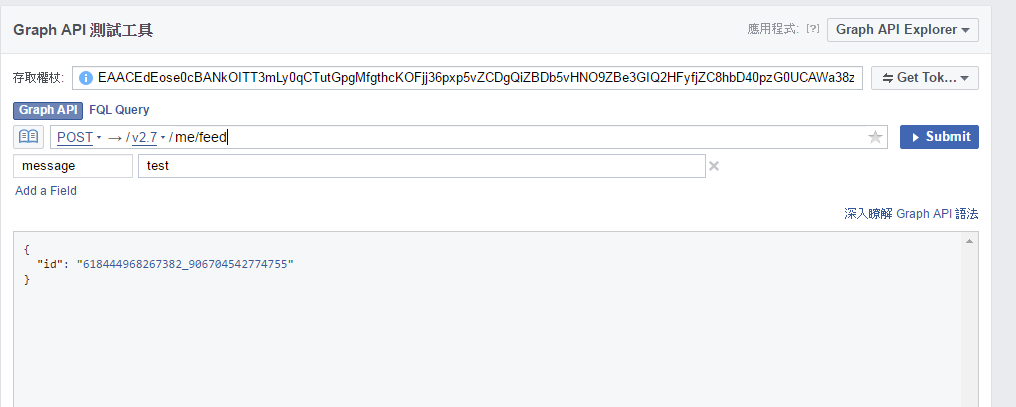 Graph API 測試工具
應用程式: [?] Graph API Explorer
存取權杖: EAACEdEose0cBANkOITT3mLy0qCTutGpgMfgthcKOFjj36pxp5vZCDgQiZBDb5vHNO9ZBe3GIQ2HFyfjZC8hbD40pzG0UCAWa38z Get Tok...
Graph API FQL Query
POST → / v2.7 / me/feed Submit
message test
Add a Field
深入瞭解 Graph API 語法
{
"id": "618444968267382_906704542774755"
}